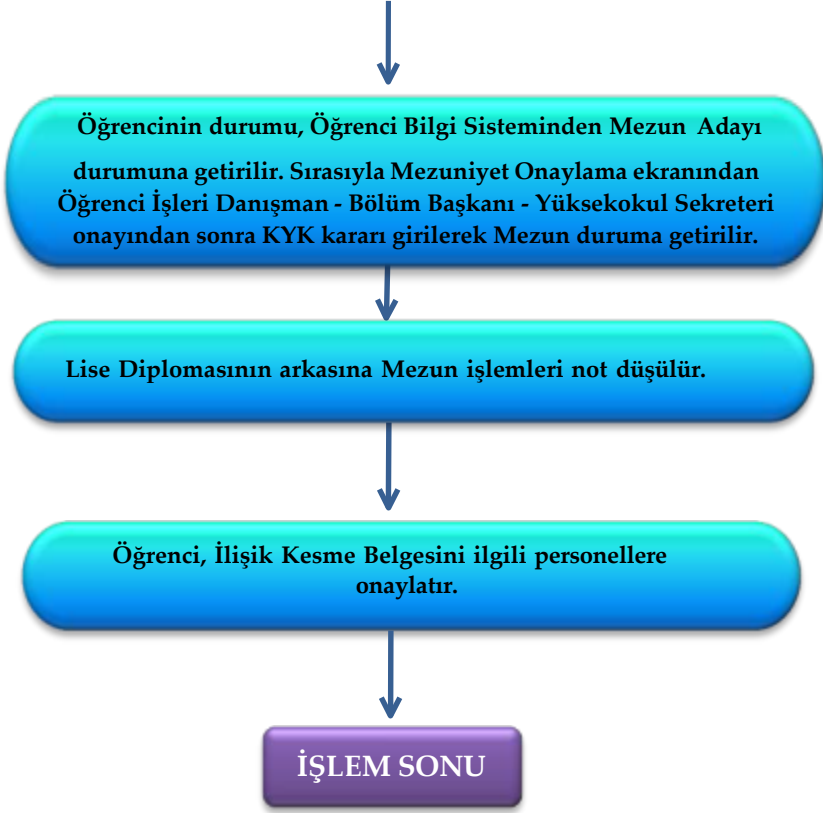 Öğrencinin durumu, Öğrenci Bilgi Sisteminden Mezun Adayı
durumuna getirilir. Sırasıyla Mezuniyet Onaylama ekranından
Öğrenci İşleri Danışman - Bölüm Başkanı - Yüksekokul Sekreteri
onayından sonra KYK kararı girilerek Mezun duruma getirilir.
Lise Diplomasının arkasına Mezun işlemleri not düşülür.
Öğrenci, İlişik Kesme Belgesini ilgili personellere
onaylatır.
İŞLEM SONU